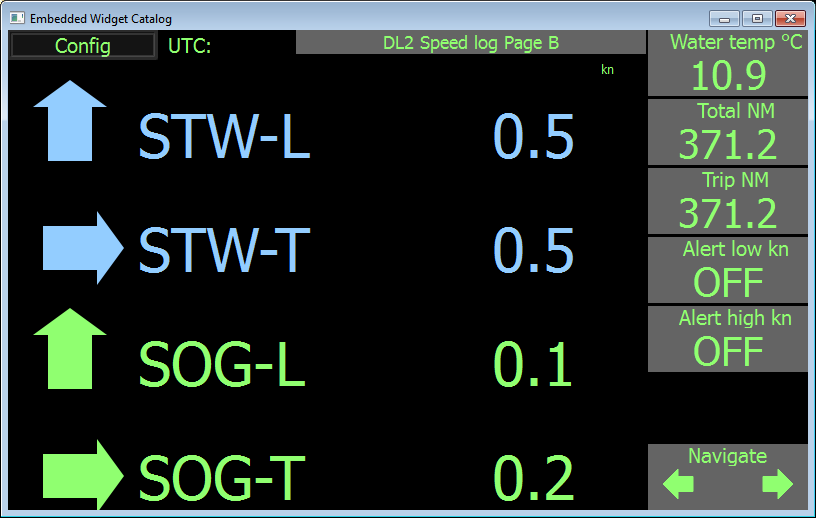 Embedded Widget Catalog
Config
UTC:
DL2 Speed log Page B
kn
STW-L 0.5
STW-T 0.5
SOG-L 0.1
SOG-T 0.2
Water temp °C
10.9
Total NM
371.2
Trip NM
371.2
Alert low kn
OFF
Alert high kn
OFF
Navigate